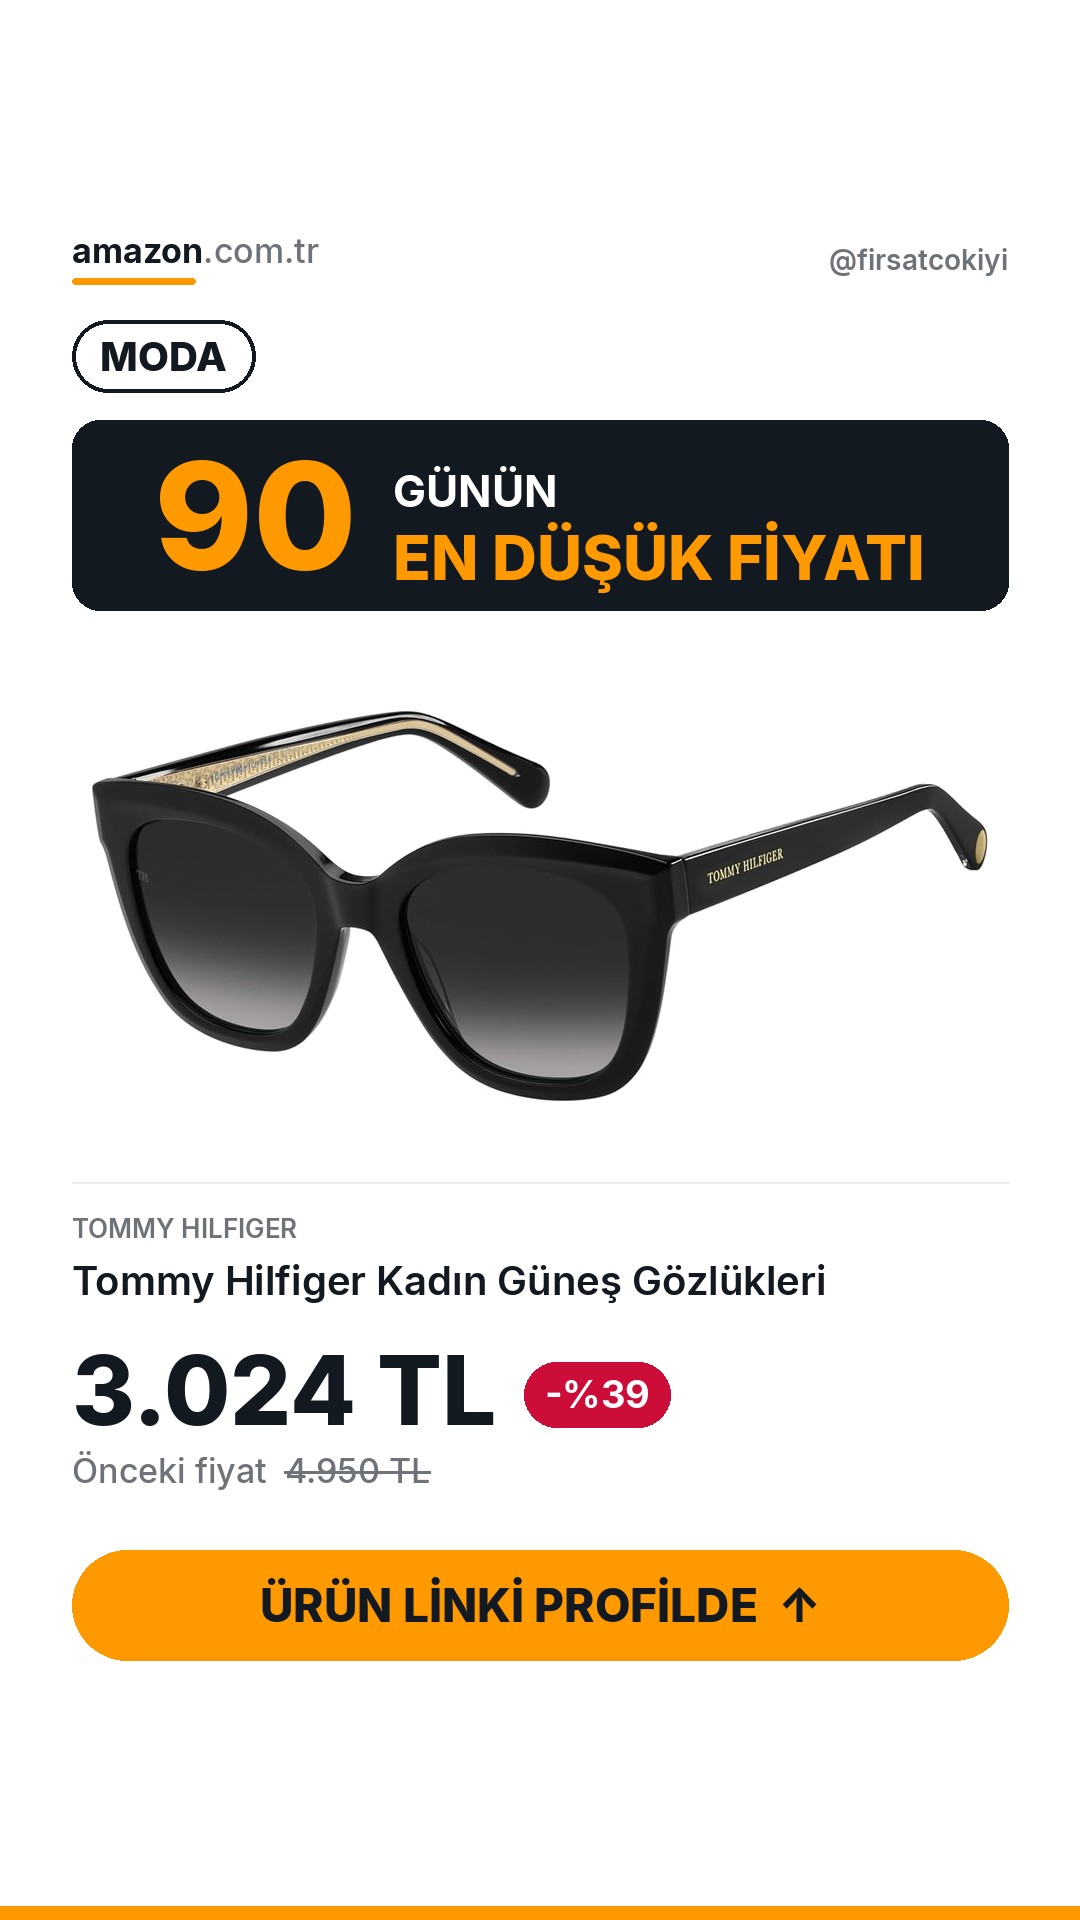 amazon.com.tr
@firsatcokiyi
MODA
90
GÜNÜN
EN DÜŞÜK FİYATI
TOMMY HILFIGER
TH
TOMMY HILFIGER
Tommy Hilfiger Kadın Güneş Gözlükleri
3.024 TL
-%39
Önceki fiyat 4.950 TL
ÜRÜN LİNKİ PROFİLDE ↑